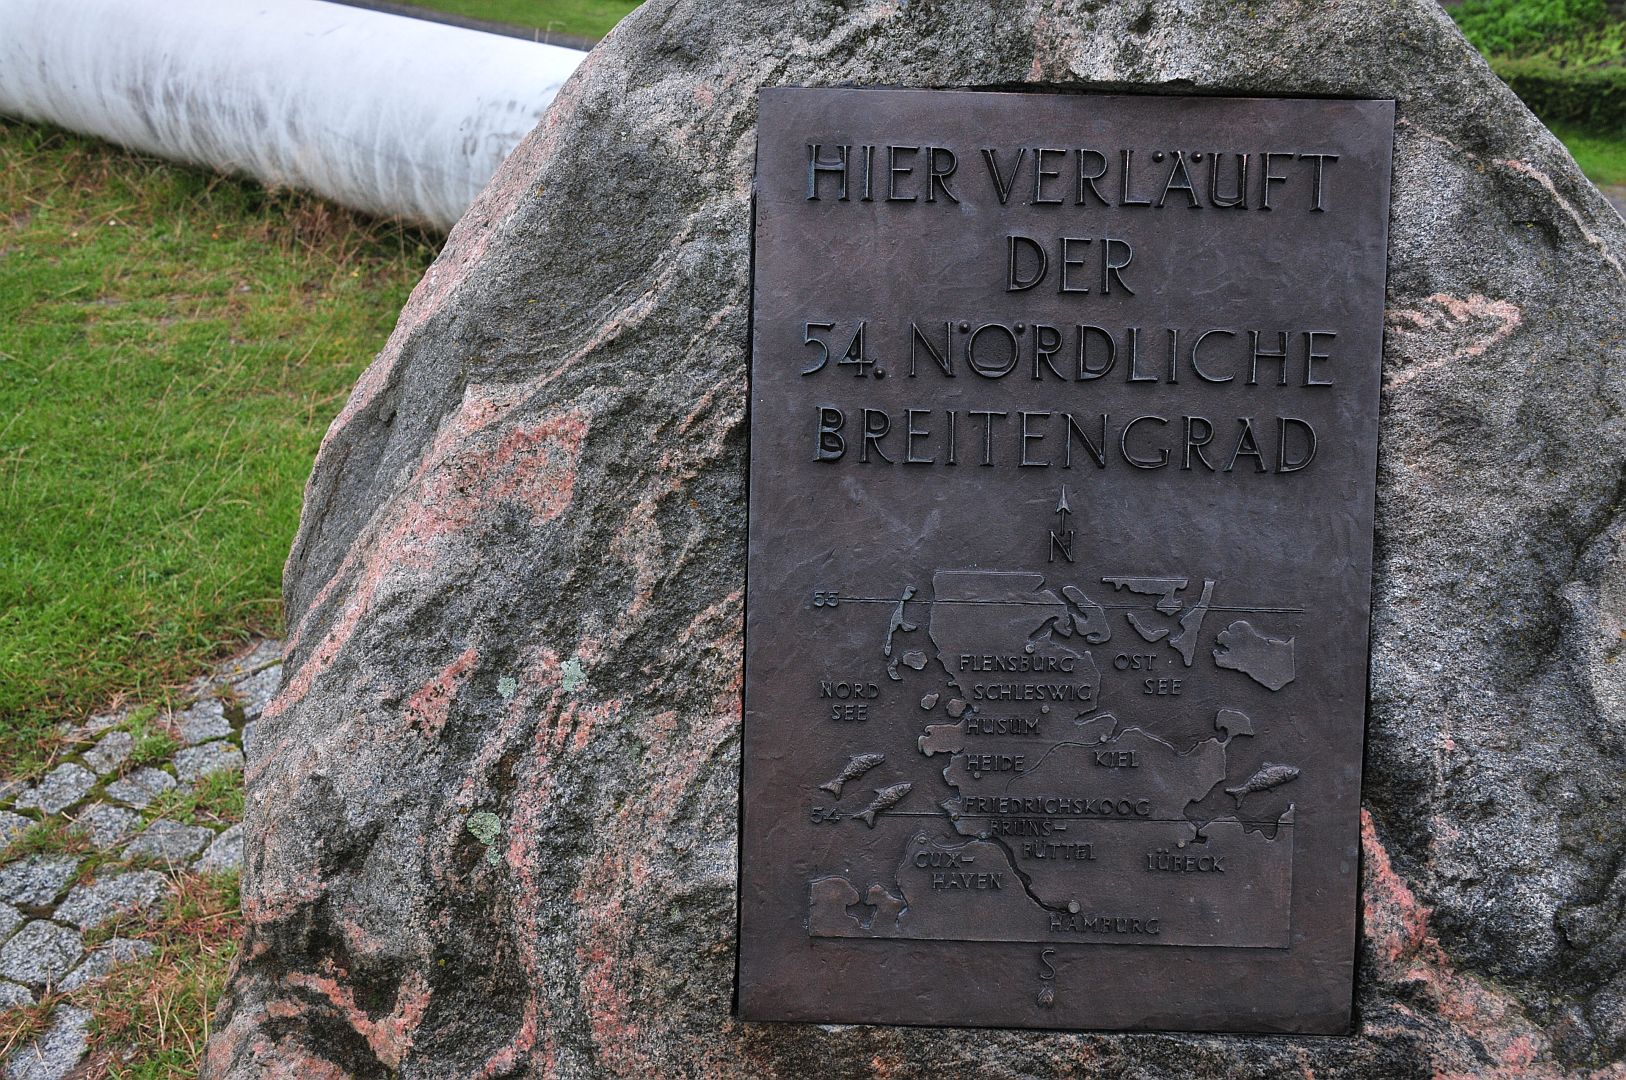 HIER VERLÄUFT
DER
54. NÖRDLICHE
BREITENGRAD
N
55
FLENSBURG
OST
SEE
NORD
SEE
SCHLESWIG
HUSUM
HEIDE
KIEL
54
FRIEDRICHSKOOG
BRUNS-
BÜTTEL
LÜBECK
CUX-
HAVEN
HAMBURG
S